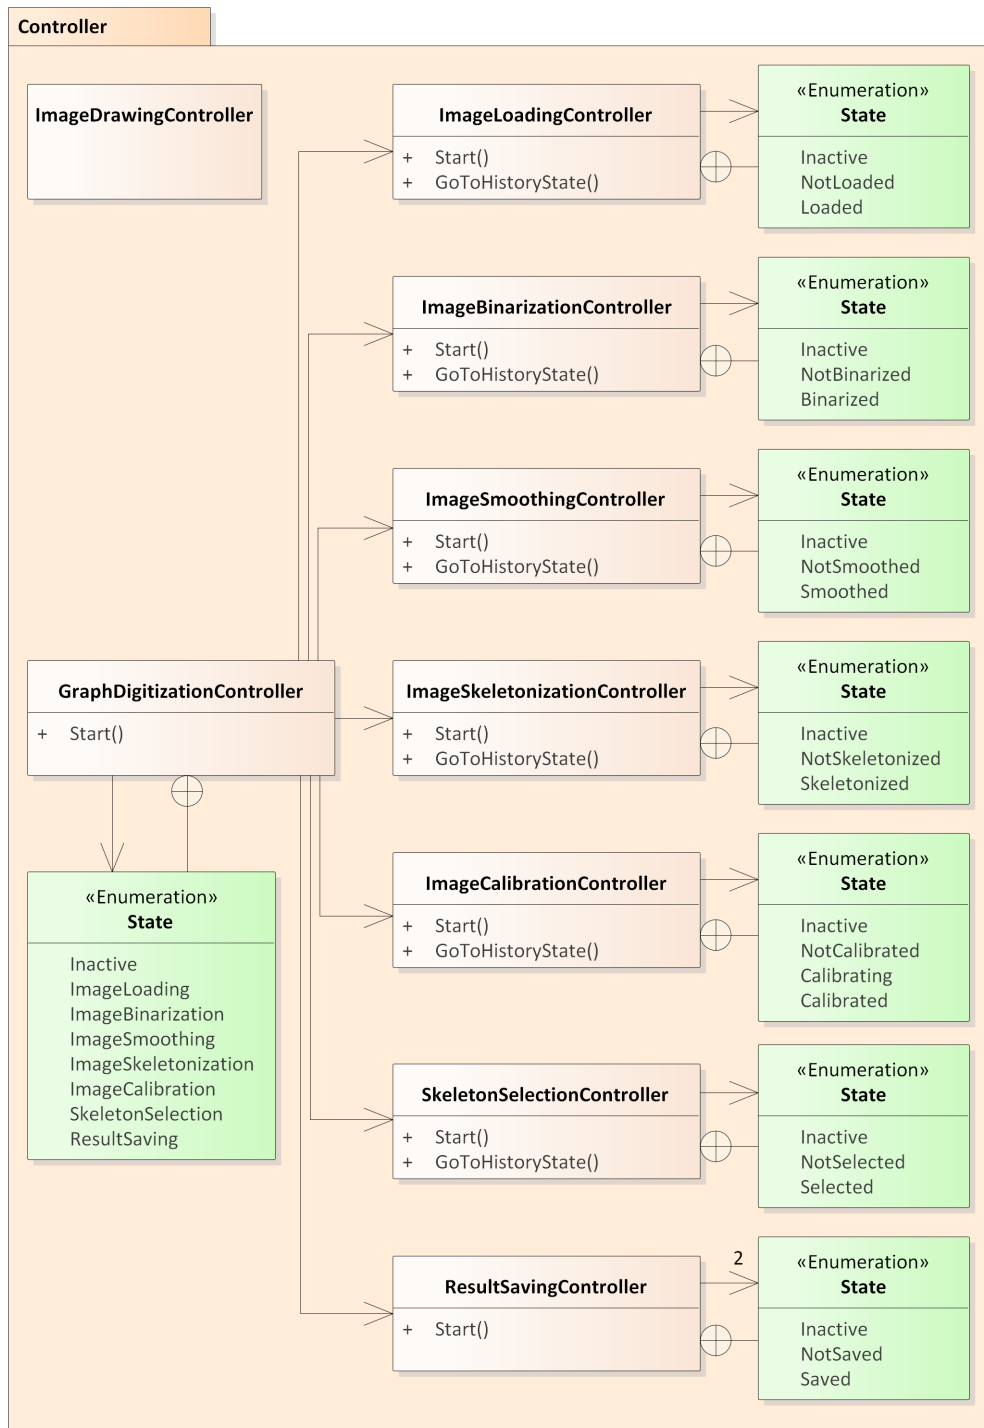 Controller
ImageDrawingController
ImageLoadingController
+ Start()
+ GoToHistoryState()
«Enumeration»
State
Inactive
NotLoaded
Loaded
ImageBinarizationController
+ Start()
+ GoToHistoryState()
«Enumeration»
State
Inactive
NotBinarized
Binarized
ImageSmoothingController
+ Start()
+ GoToHistoryState()
«Enumeration»
State
Inactive
NotSmoothed
Smoothed
GraphDigitizationController
+ Start()
ImageSkeletonizationController
+ Start()
+ GoToHistoryState()
«Enumeration»
State
Inactive
NotSkeletonized
Skeletonized
«Enumeration»
State
Inactive
ImageLoading
ImageBinarization
ImageSmoothing
ImageSkeletonization
ImageCalibration
SkeletonSelection
ResultSaving
ImageCalibrationController
+ Start()
+ GoToHistoryState()
«Enumeration»
State
Inactive
NotCalibrated
Calibrating
Calibrated
SkeletonSelectionController
+ Start()
+ GoToHistoryState()
«Enumeration»
State
Inactive
NotSelected
Selected
ResultSavingController
+ Start()
2
«Enumeration»
State
Inactive
NotSaved
Saved